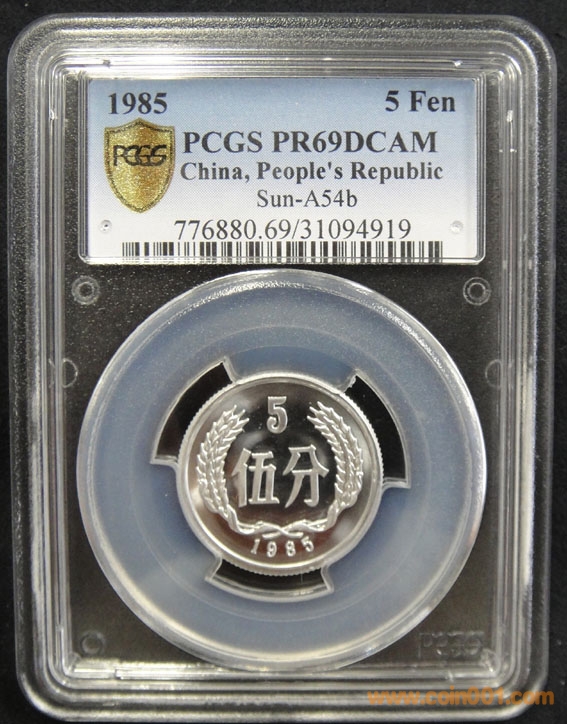 1985 5 Fen
PCGS PCGS PR69DCAM
China, People's Republic
Sun-A54b
776880.69/31094919
5
伍分
1985
PCGS
www.coin001.com